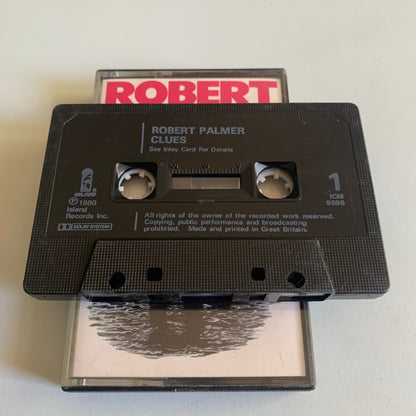 ROBERT
ROBERT PALMER
CLUES
See Inlay Card For Details
ISLAND
Ⓟ 1980
Island
Records Inc.
DOLBY SYSTEM
1
ICM
9595
All rights of the owner of the recorded work reserved.
Copying, public performance and broadcasting
prohibited. Made and printed in Great Britain.